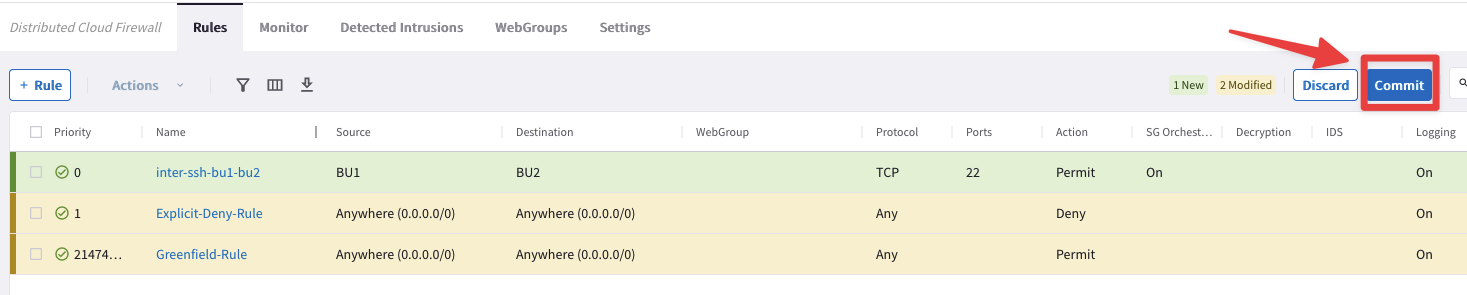 Distributed Cloud Firewall Rules Monitor Detected Intrusions WebGroups Settings
+ Rule Actions 1 New 2 Modified Discard Commit
Priority Name Source Destination WebGroup Protocol Ports Action SG Orchest... Decryption IDS Logging
0 inter-ssh-bu1-bu2 BU1 BU2 TCP 22 Permit On On
1 Explicit-Deny-Rule Anywhere (0.0.0.0/0) Anywhere (0.0.0.0/0) Any Deny On
21474... Greenfield-Rule Anywhere (0.0.0.0/0) Anywhere (0.0.0.0/0) Any Permit On